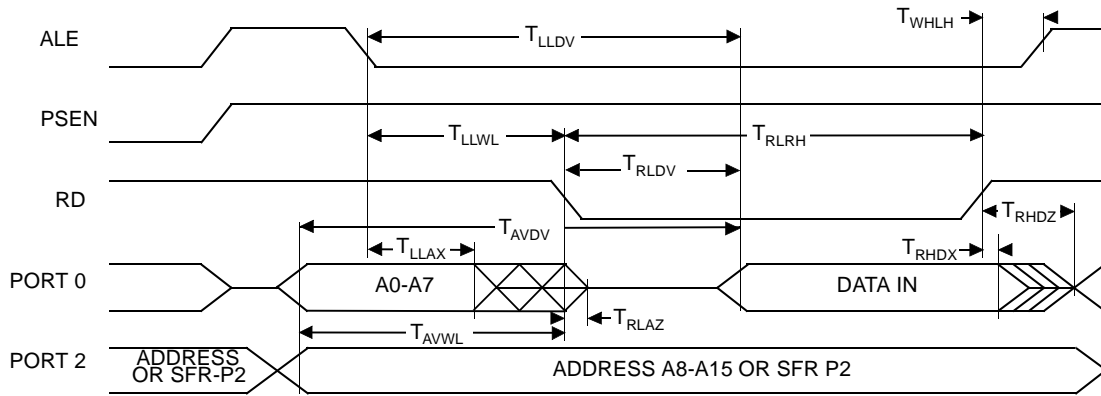 T_WHLH
ALE
T_LLDV
PSEN
T_LLWL
T_RLRH
T_RLDV
RD
T_AVDV
T_RHDZ
T_LLAX
T_RHDX
PORT 0
A0-A7
DATA IN
T_RLAZ
T_AVWL
PORT 2
ADDRESS
OR SFR-P2
ADDRESS A8-A15 OR SFR P2